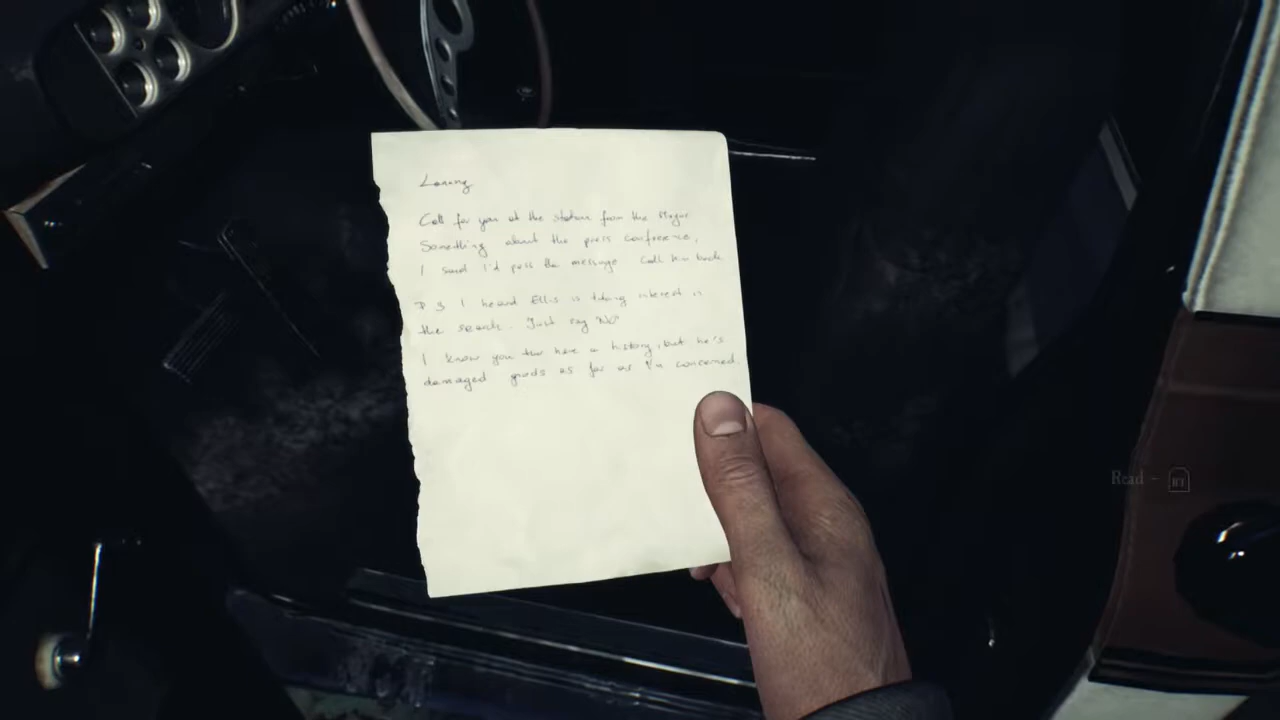 Lanning
Call for you at the station from the Mayor
Something about the press conference,
I said I'd pass the message Call him back
P S I heard Ellis is taking interest in
the search. Just say "NO"
I know you two have a history, but he's
damaged goods as far as I'm concerned.
Read - RT